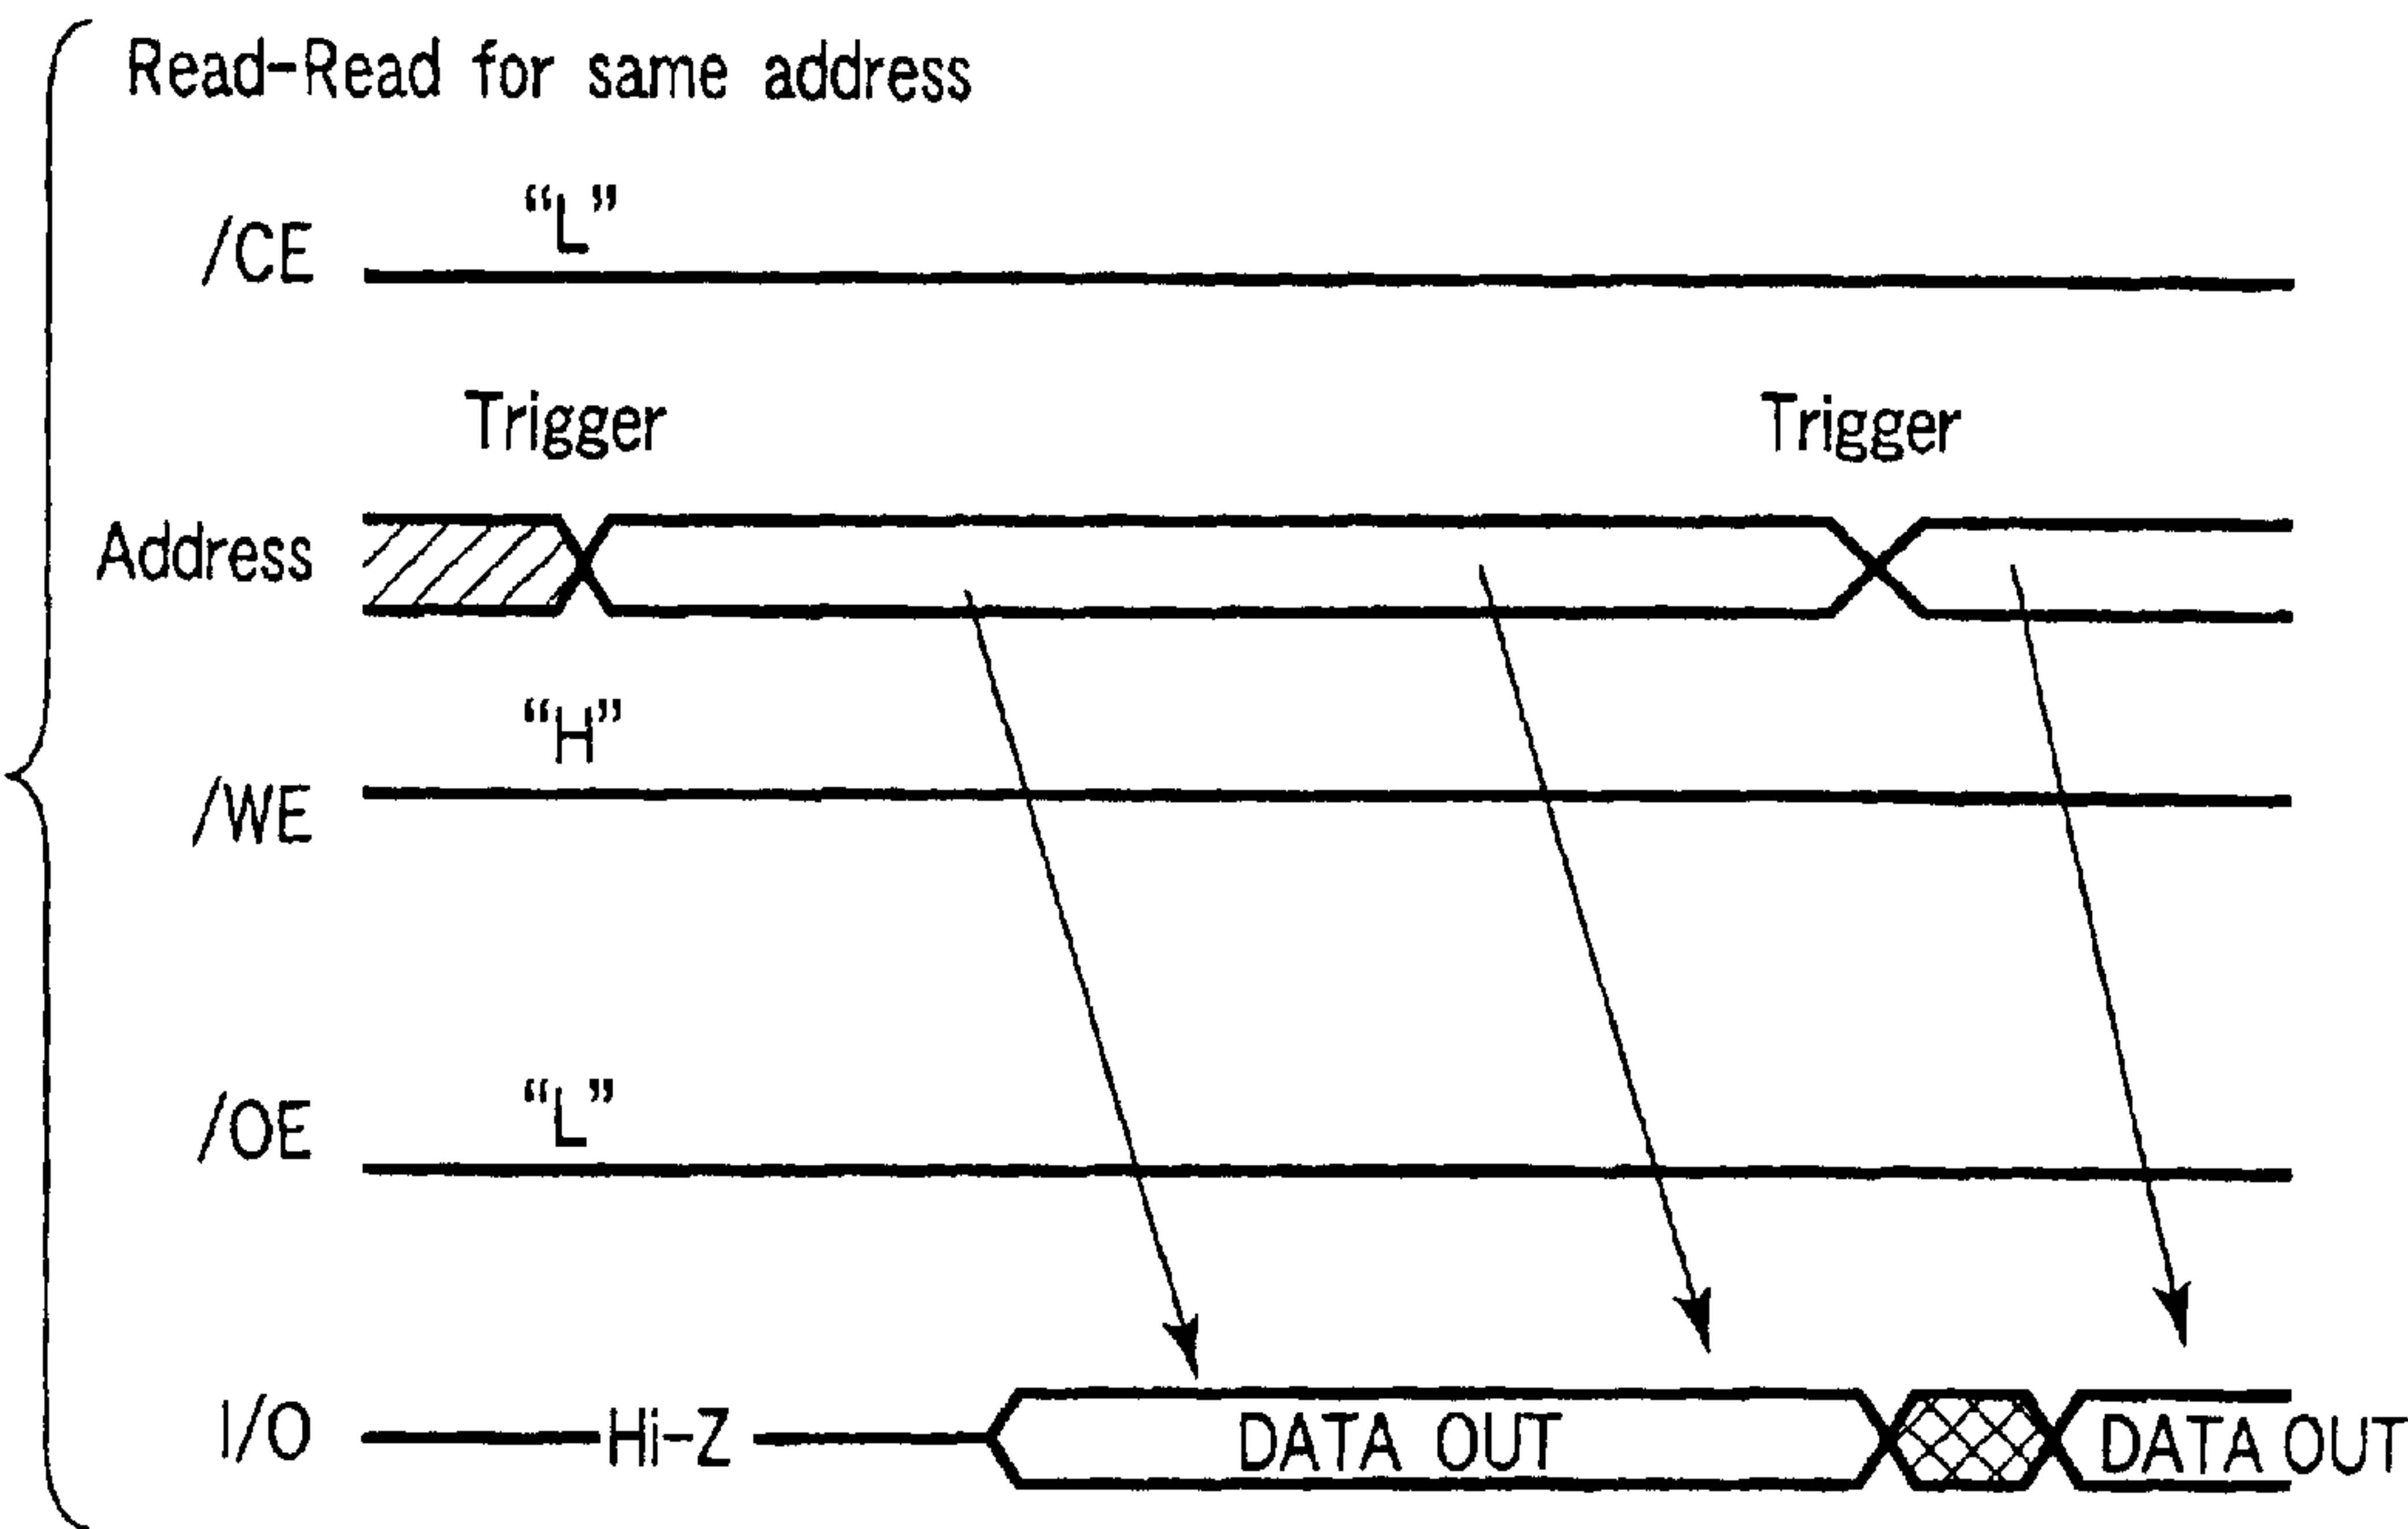 Read-Read for same address
/CE “L”
Trigger Trigger
Address
/WE “H”
/OE “L”
I/O Hi-Z DATA OUT DATA OUT